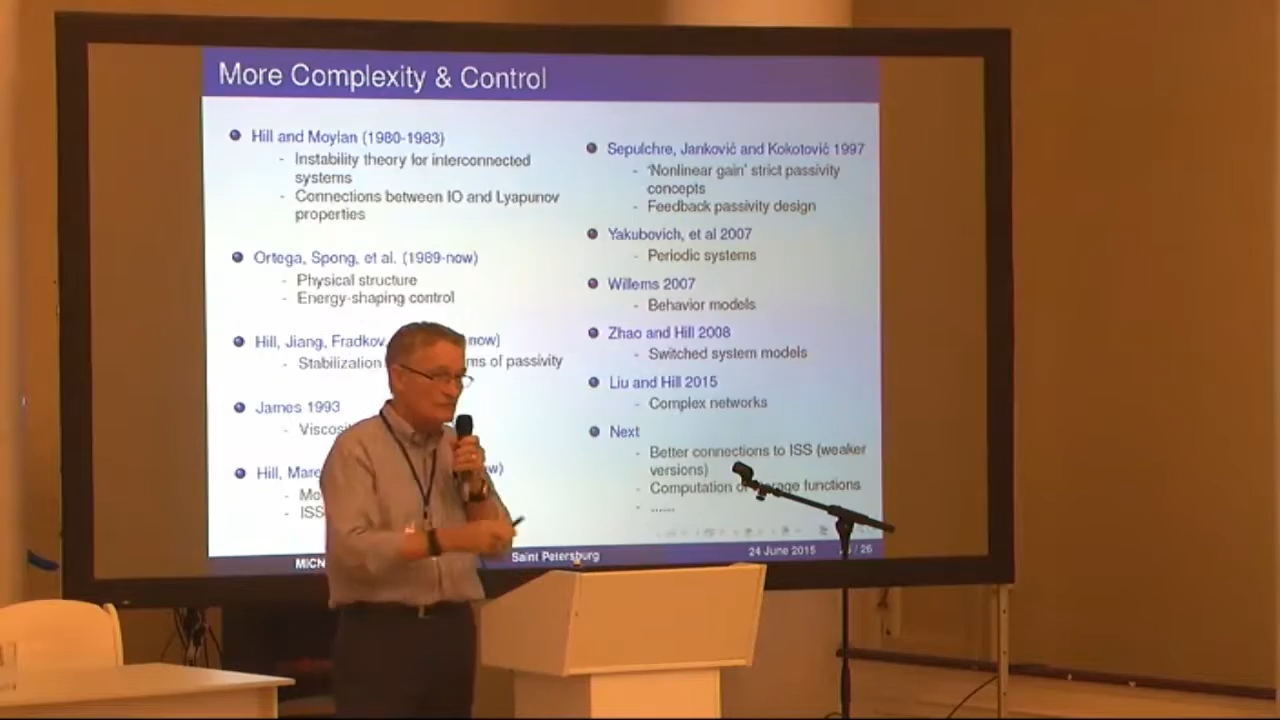 More Complexity & Control
Hill and Moylan (1980-1983)
- Instability theory for interconnected
systems
- Connections between IO and Lyapunov
properties
Ortega, Spong, et al. (1989-now)
- Physical structure
- Energy-shaping control
Hill, Jiang, Fradkov, now)
- Stabilization of passivity
James 1993
-
Hill,
-
- ISS
Sepulchre, Janković and Kokotović 1997
- 'Nonlinear gain' strict passivity
concepts
- Feedback passivity design
Yakubovich, et al 2007
- Periodic systems
Willems 2007
- Behavior models
Zhao and Hill 2008
- Switched system models
Liu and Hill 2015
- Complex networks
Next
- Better connections to ISS (weaker
versions)
- Computation of storage functions
- ......
Saint Petersburg
24 June 2015
/ 26